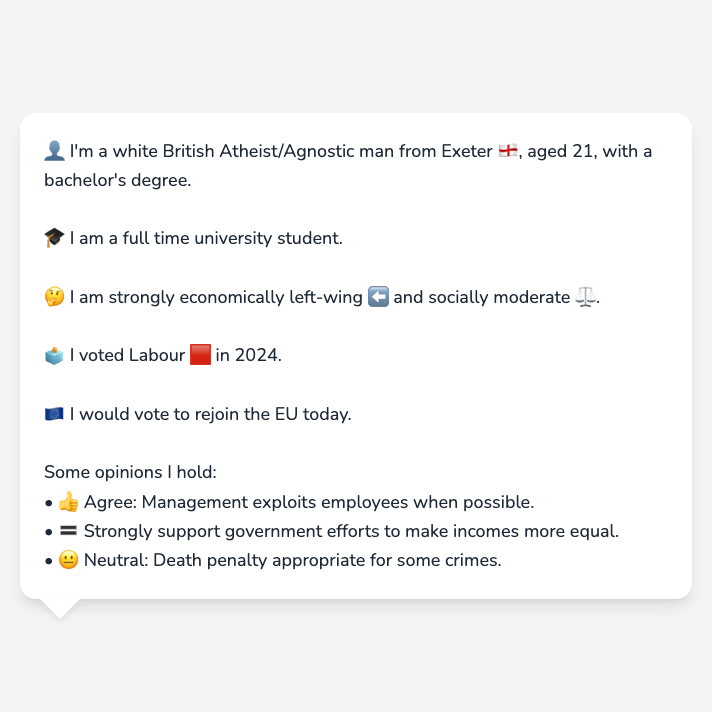 👤 I'm a white British Atheist/Agnostic man from Exeter 🏴󠁧󠁢󠁥󠁮󠁧󠁿, aged 21, with a
bachelor's degree.
🎓 I am a full time university student.
🤔 I am strongly economically left-wing ⬅️ and socially moderate ⚖️.
🗳️ I voted Labour 🟥 in 2024.
🇪🇺 I would vote to rejoin the EU today.
Some opinions I hold:
• 👍 Agree: Management exploits employees when possible.
• 🟰 Strongly support government efforts to make incomes more equal.
• 😐 Neutral: Death penalty appropriate for some crimes.